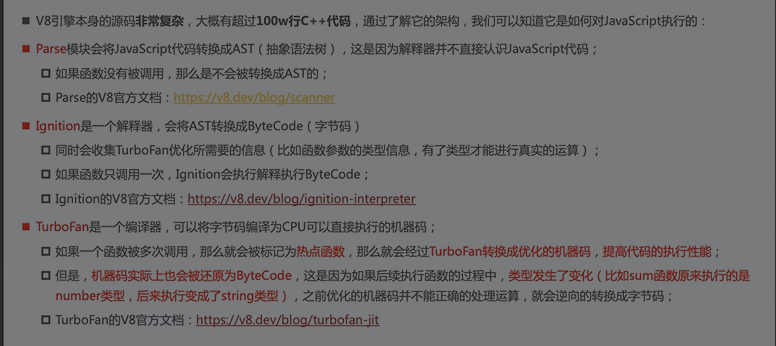 V8引擎本身的源码非常复杂，大概有超过100w行C++代码，通过了解它的架构，我们可以知道它是如何对JavaScript执行的：
Parse模块会将JavaScript代码转换成AST（抽象语法树），这是因为解释器并不直接认识JavaScript代码；
如果函数没有被调用，那么是不会被转换成AST的；
Parse的V8官方文档：https://v8.dev/blog/scanner
Ignition是一个解释器，会将AST转换成ByteCode（字节码）
同时会收集TurboFan优化所需要的信息（比如函数参数的类型信息，有了类型才能进行真实的运算）；
如果函数只调用一次，Ignition会执行解释执行ByteCode；
Ignition的V8官方文档：https://v8.dev/blog/ignition-interpreter
TurboFan是一个编译器，可以将字节码编译为CPU可以直接执行的机器码；
如果一个函数被多次调用，那么就会被标记为热点函数，那么就会经过TurboFan转换成优化的机器码，提高代码的执行性能；
但是，机器码实际上也会被还原为ByteCode，这是因为如果后续执行函数的过程中，类型发生了变化（比如sum函数原来执行的是
number类型，后来执行变成了string类型），之前优化的机器码并不能正确的处理运算，就会逆向的转换成字节码；
TurboFan的V8官方文档：https://v8.dev/blog/turbofan-jit